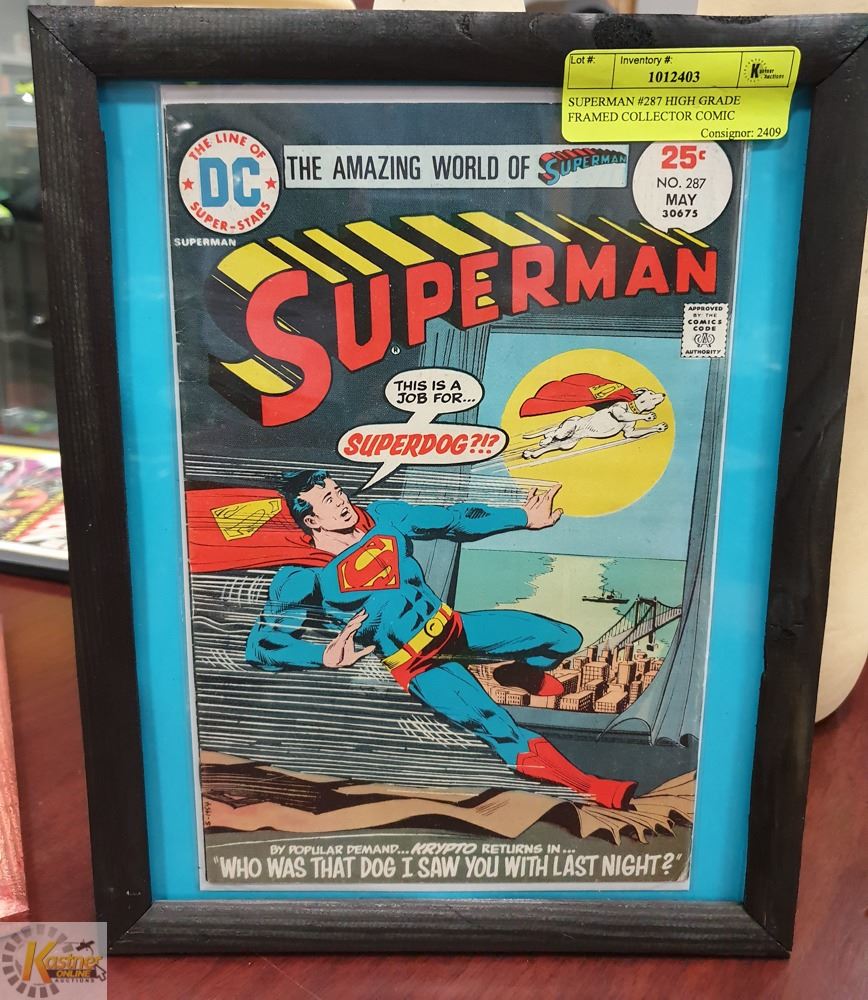 Lot #:
Inventory #:
1012403
Kastner
Auctions
SUPERMAN #287 HIGH GRADE
FRAMED COLLECTOR COMIC
Consignor: 2409
THE LINE OF
DC
SUPER-STARS
THE AMAZING WORLD OF SUPERMAN
25¢
NO. 287
MAY
30675
SUPERMAN
SUPERMAN
®
APPROVED
BY THE
COMICS
CODE
AUTHORITY
THIS IS A
JOB FOR...
SUPERDOG?!?
S
BY POPULAR DEMAND... KRYPTO RETURNS IN...
"WHO WAS THAT DOG I SAW YOU WITH LAST NIGHT?"
Kastner
ONLINE
AUCTIONS